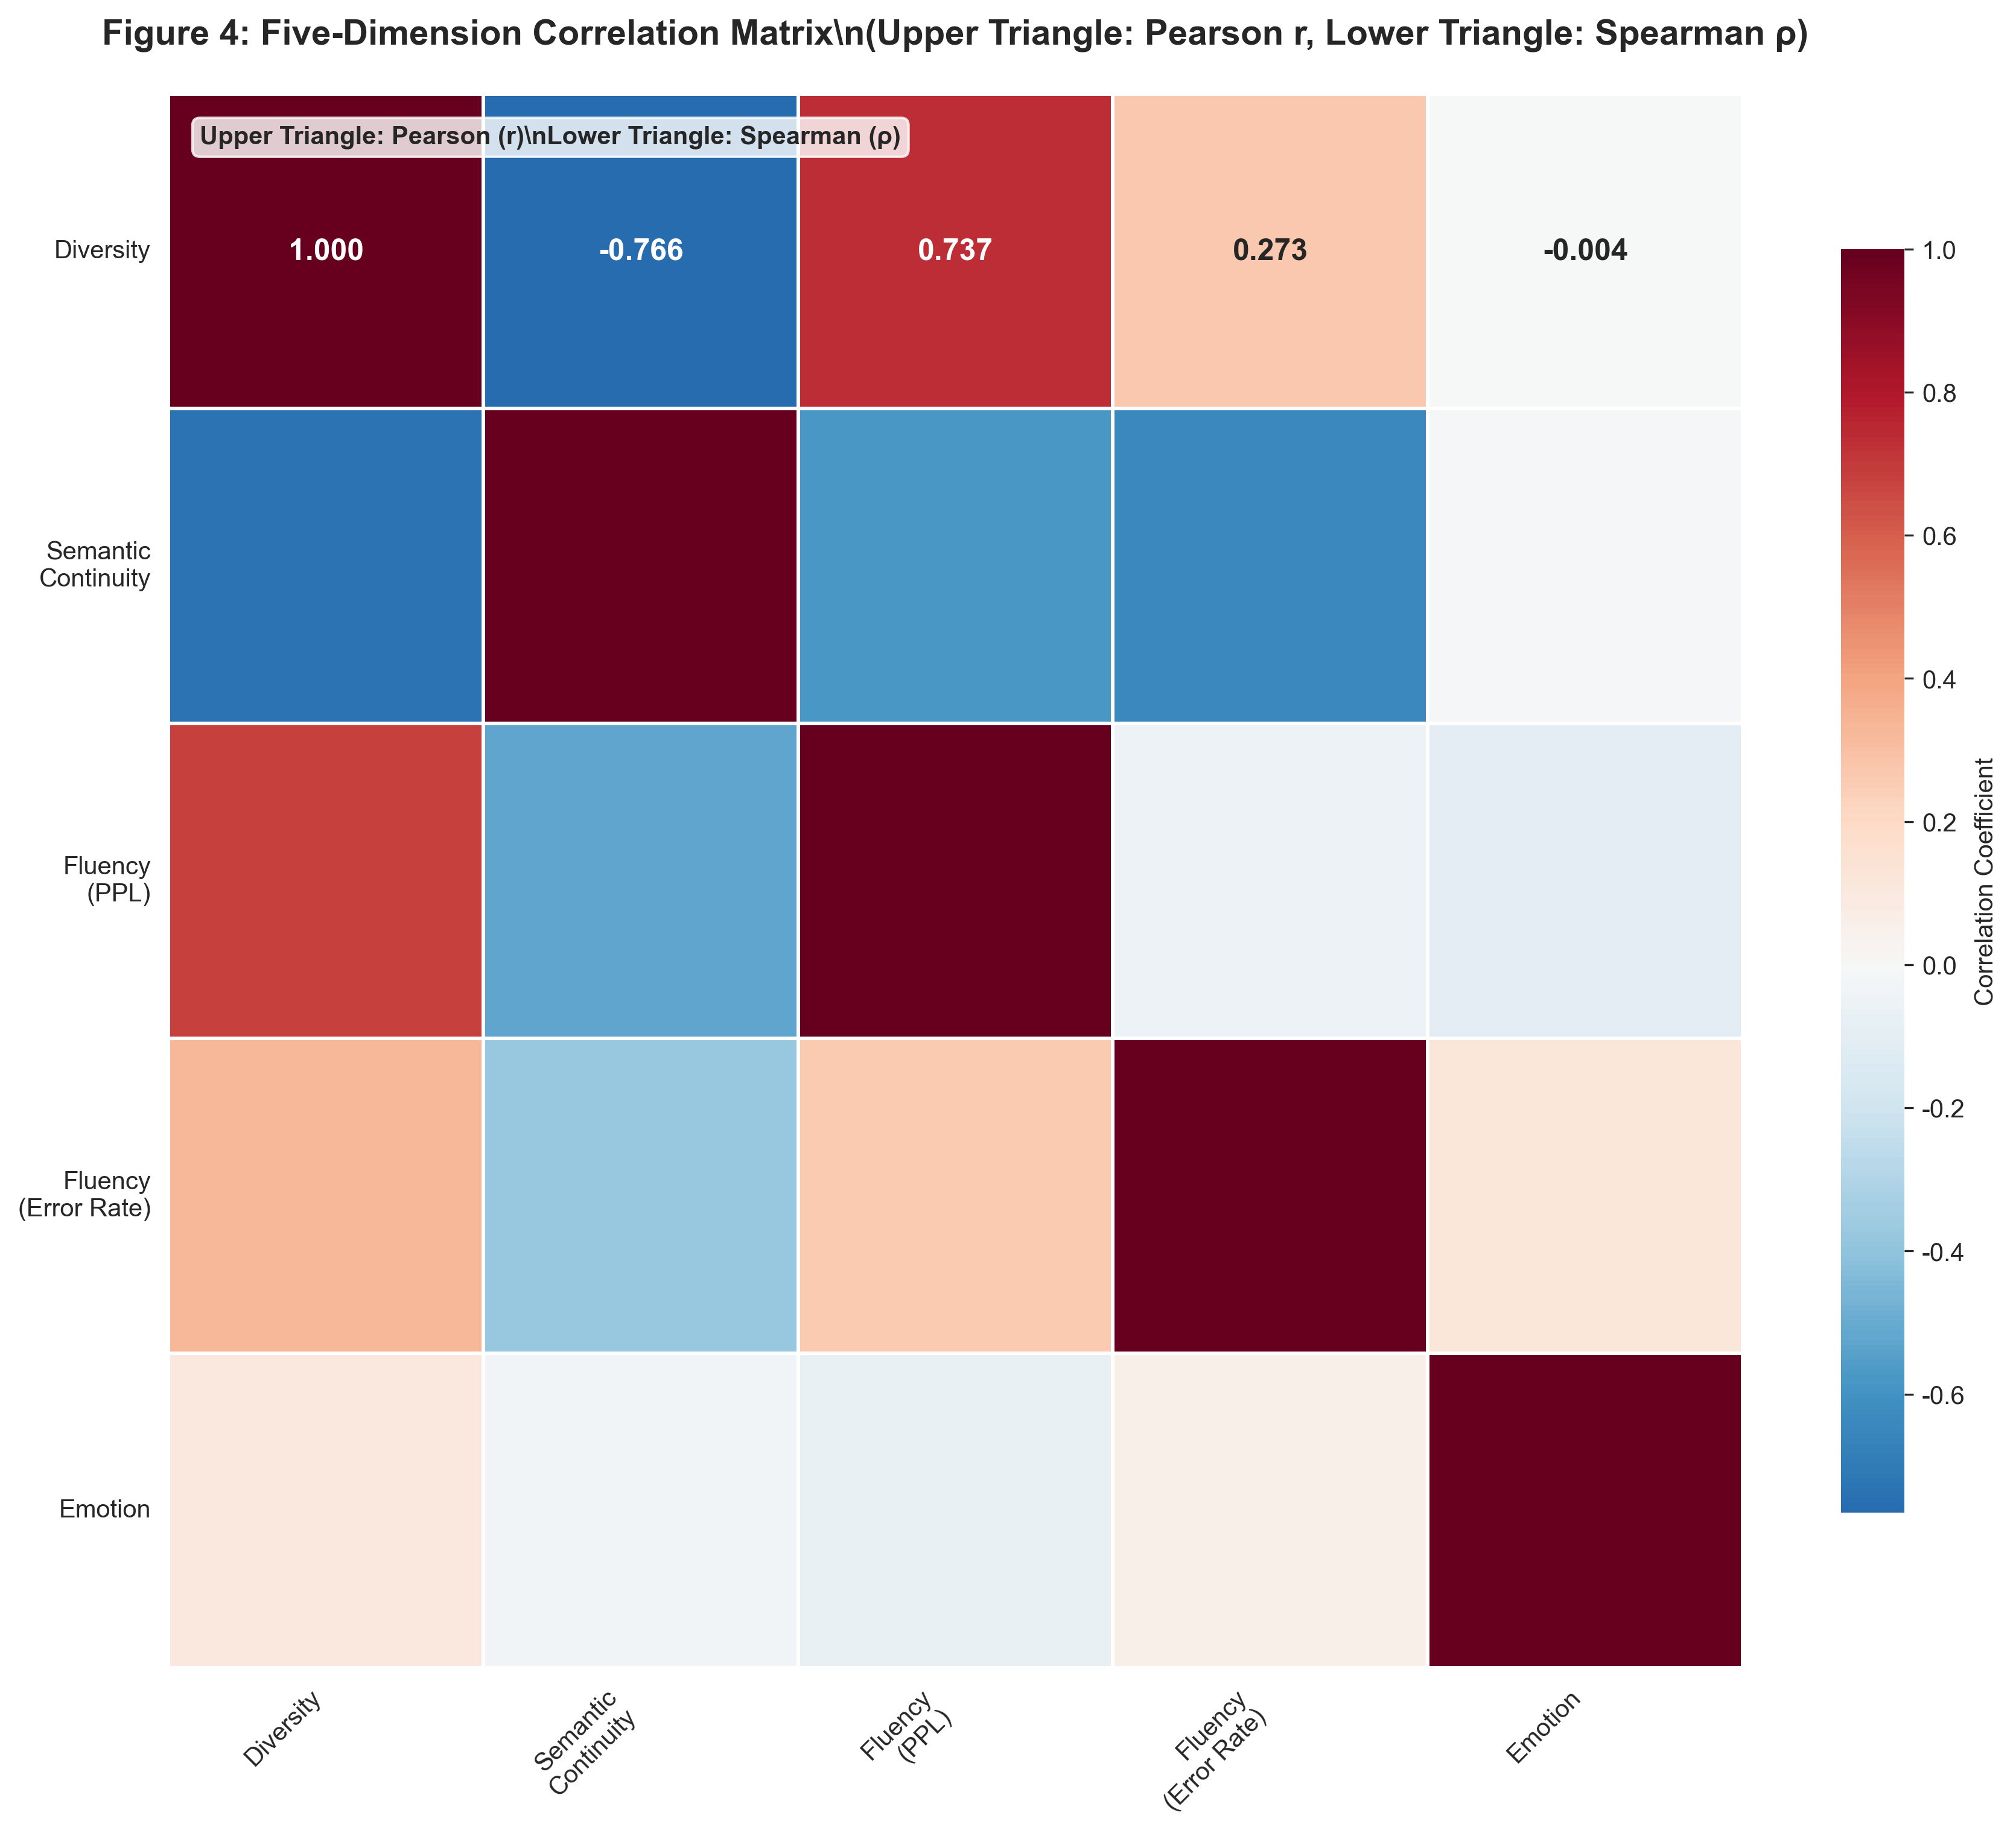 Figure 4: Five-Dimension Correlation Matrix\n(Upper Triangle: Pearson r, Lower Triangle: Spearman ρ)
Upper Triangle: Pearson (r)\nLower Triangle: Spearman (ρ)
Diversity
1.000
-0.766
0.737
0.273
-0.004
Semantic
Continuity
Fluency
(PPL)
Fluency
(Error Rate)
Emotion
Diversity
Semantic
Continuity
Fluency
(PPL)
Fluency
(Error Rate)
Emotion
1.0
0.8
0.6
0.4
0.2
0.0
-0.2
-0.4
-0.6
Correlation Coefficient